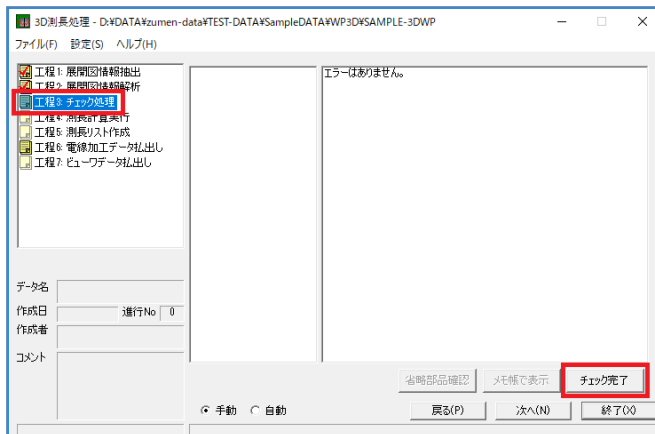 3D測長処理 - D:¥DATA¥zumen-data¥TEST-DATA¥SampleDATA¥WP3D¥SAMPLE-3DWP
ファイル(F) 設定(S) ヘルプ(H)
工程1: 展開図情報抽出
工程2: 展開図情報解析
工程3: チェック処理
工程4: 測長計算実行
工程5: 測長リスト作成
工程6: 電線加工データ払出し
工程7: ビューワデータ払出し
エラーはありません。
データ名
作成日 進行No 0
作成者
コメント
省略部品確認 メモ帳で表示 チェック完了
手動 自動 戻る(P) 次へ(N) 終了(X)